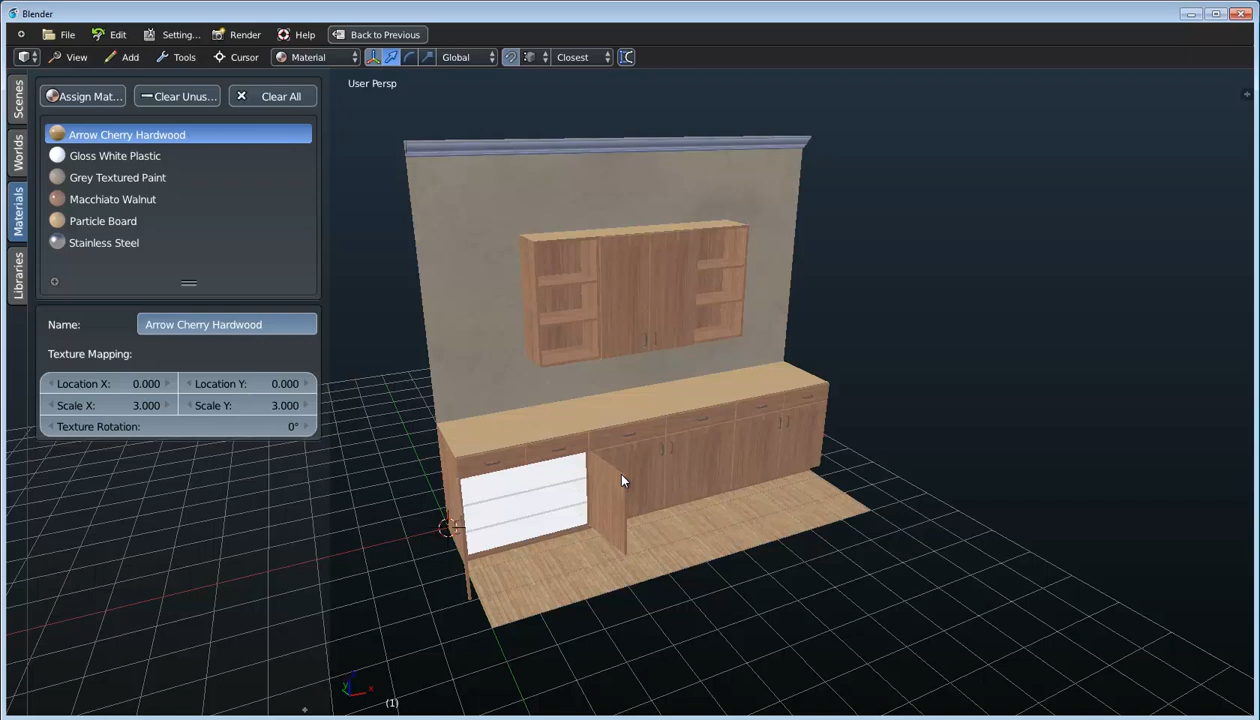 Blender
File Edit Setting... Render Help Back to Previous
View Add Tools Cursor Material Global Closest
Scenes
Worlds
Materials
Libraries
Assign Mat... Clear Unus... Clear All
Arrow Cherry Hardwood
Gloss White Plastic
Grey Textured Paint
Macchiato Walnut
Particle Board
Stainless Steel
Name: Arrow Cherry Hardwood
Texture Mapping:
Location X: 0.000 Location Y: 0.000
Scale X: 3.000 Scale Y: 3.000
Texture Rotation: 0°
User Persp
y x
(1)